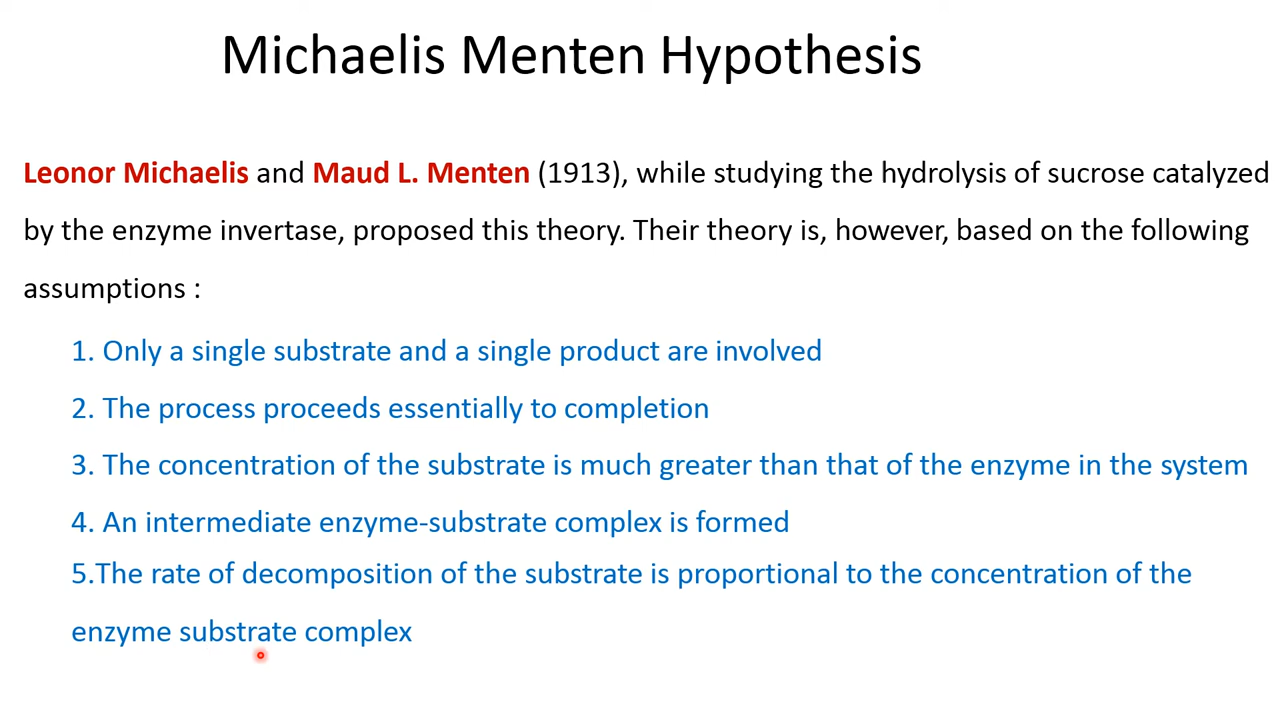 Michaelis Menten Hypothesis
Leonor Michaelis and Maud L. Menten (1913), while studying the hydrolysis of sucrose catalyzed
by the enzyme invertase, proposed this theory. Their theory is, however, based on the following
assumptions :
1. Only a single substrate and a single product are involved
2. The process proceeds essentially to completion
3. The concentration of the substrate is much greater than that of the enzyme in the system
4. An intermediate enzyme-substrate complex is formed
5.The rate of decomposition of the substrate is proportional to the concentration of the
enzyme substrate complex